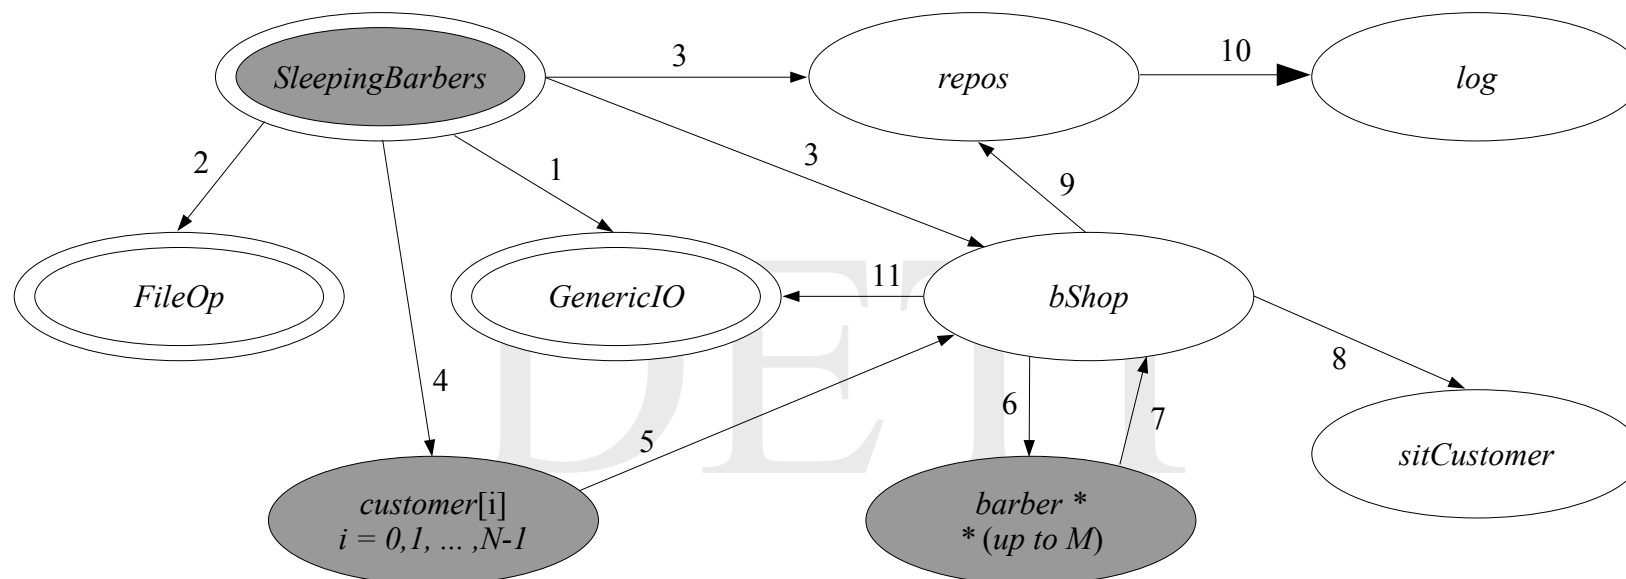 SleepingBarbers
3
repos
10
log
2
1
3
9
FileOp
GenericIO
11
bShop
4
5
6
7
8
customer[i]
i = 0,1, ... ,N-1
barber *
* (up to M)
sitCustomer
DETI